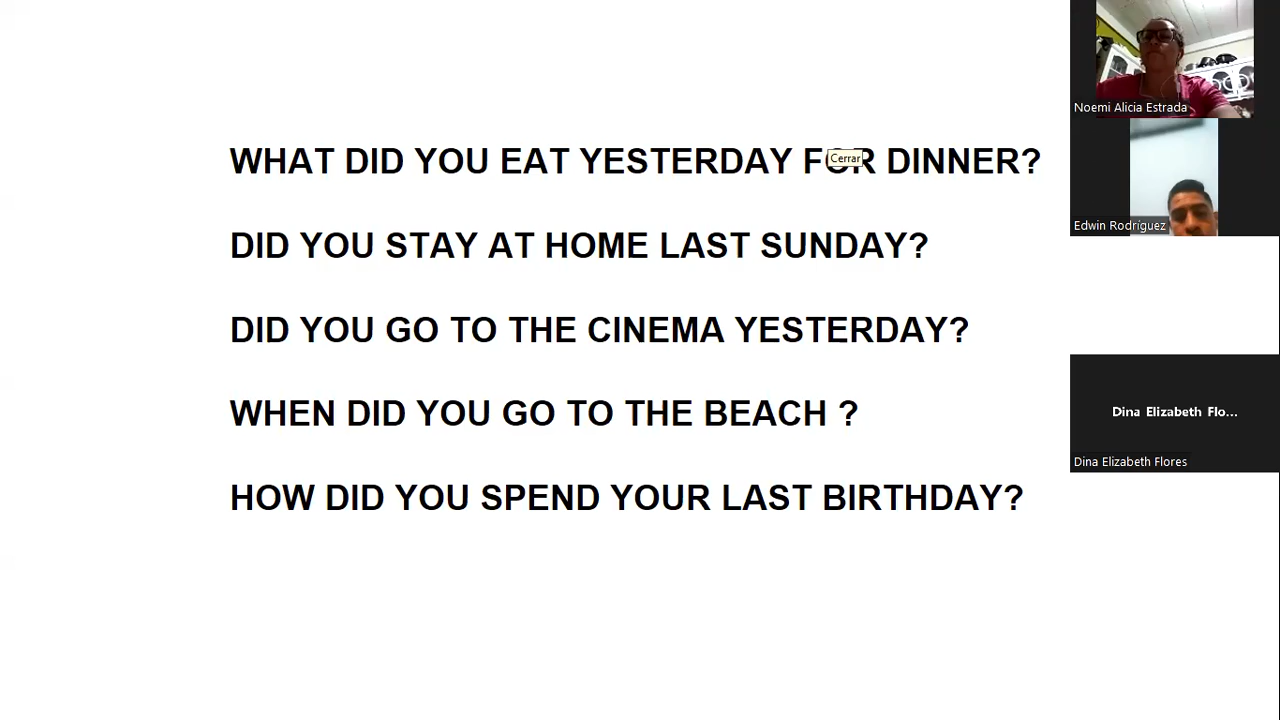 WHAT DID YOU EAT YESTERDAY FOR DINNER?
Cerrar
DID YOU STAY AT HOME LAST SUNDAY?
DID YOU GO TO THE CINEMA YESTERDAY?
WHEN DID YOU GO TO THE BEACH ?
HOW DID YOU SPEND YOUR LAST BIRTHDAY?
Noemi Alicia Estrada
Edwin Rodríguez
Dina Elizabeth Flo...
Dina Elizabeth Flores